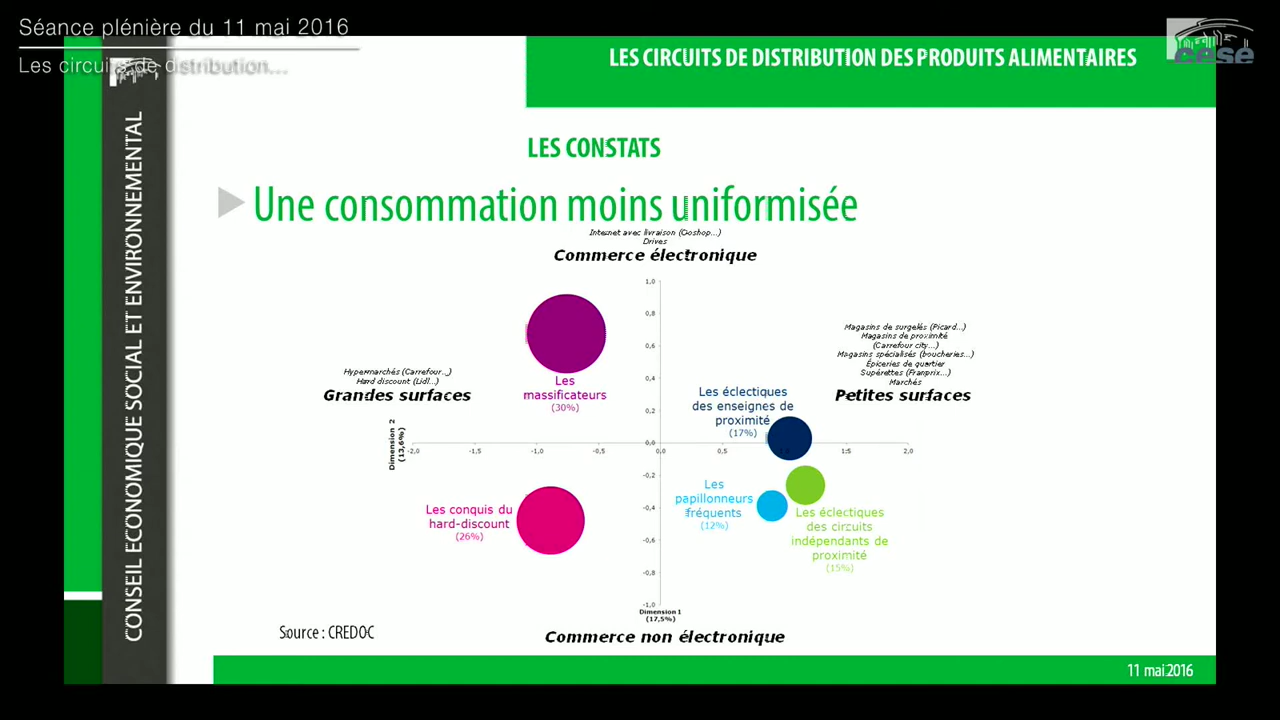 Séance plénière du 11 mai 2016
Les circuits de distribution...
cese
LES CIRCUITS DE DISTRIBUTION DES PRODUITS ALIMENTAIRES
CONSEIL ECONOMIQUE SOCIAL ET ENVIRONNEMENTAL
LES CONSTATS
Une consommation moins uniformisée
Internet avec livraison (Ooshop...)
Drives
Commerce électronique
1,0
0,8
0,6
0,4
0,2
0,0
-0,2
-0,4
-0,6
-0,8
-1,0
Magasins de surgelés (Picard...)
Magasins de proximité
(Carrefour city...)
Magasins spécialisés (boucheries...)
Épiceries de quartier
Supérettes (Franprix...)
Marchés
Petites surfaces
Hypermarchés (Carrefour...)
Hard discount (Lidl...)
Grandes surfaces
Les
massificateurs
(30%)
Les éclectiques
des enseignes de
proximité
(17%)
Dimension 2
(13,6%)
-2,0 -1,5 -1,0 -0,5 0,0 0,5 1,5 2,0
Les conquis du
hard-discount
(26%)
Les
papillonneurs
fréquents
(12%)
Les éclectiques
des circuits
indépendants de
proximité
(15%)
Dimension 1
(17,5%)
Commerce non électronique
Source : CREDOC
11 mai 2016